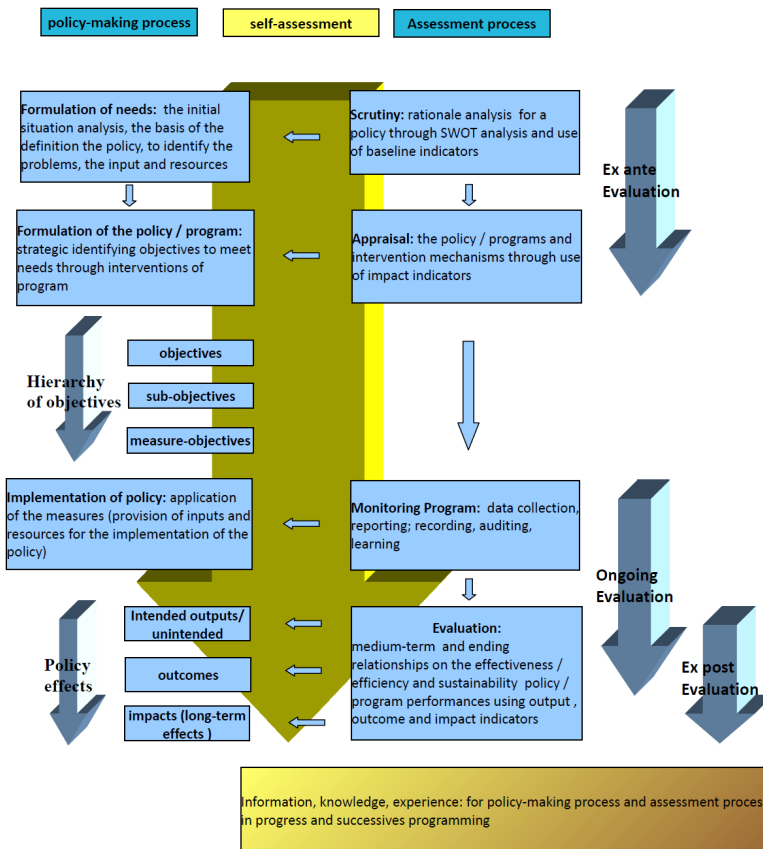 policy-making process
self-assessment
Assessment process
Formulation of needs: the initial
situation analysis, the basis of the
definition the policy, to identify the
problems, the input and resources
Scrutiny: rationale analysis for a
policy through SWOT analysis and use
of baseline indicators
Ex ante
Evaluation
Formulation of the policy / program:
strategic identifying objectives to meet
needs through interventions of
program
Appraisal: the policy / programs and
intervention mechanisms through use
of impact indicators
Hierarchy
of objectives
objectives
sub-objectives
measure-objectives
Implementation of policy: application
of the measures (provision of inputs and
resources for the implementation of the
policy)
Monitoring Program: data collection,
reporting; recording, auditing,
learning
Ongoing
Evaluation
Policy
effects
Intended outputs/
unintended
outcomes
impacts (long-term
effects )
Evaluation:
medium-term and ending
relationships on the effectiveness /
efficiency and sustainability policy /
program performances using output ,
outcome and impact indicators
Ex post
Evaluation
Information, knowledge, experience: for policy-making process and assessment proces
in progress and successives programming